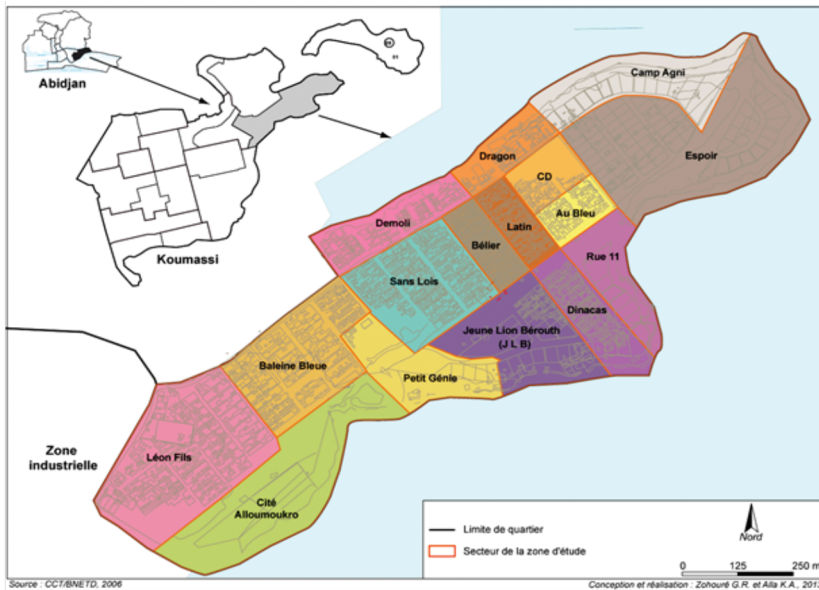 Abidjan
Koumassi
Camp Agni
Dragon
Espoir
CD
Au Bleu
Demoli
Latin
Bélier
Rue 11
Sans Lois
Dinacas
Jeune Lion Bérouth
(J L B)
Baleine Bleue
Petit Génie
Zone
industrielle
Léon Fils
Cité
Alloumoukro
Limite de quartier
Secteur de la zone d'étude
Nord
0 125 250 m
Source : CCT/BNETD, 2006
Conception et réalisation : Zohouré G.R. et Alla K.A.,